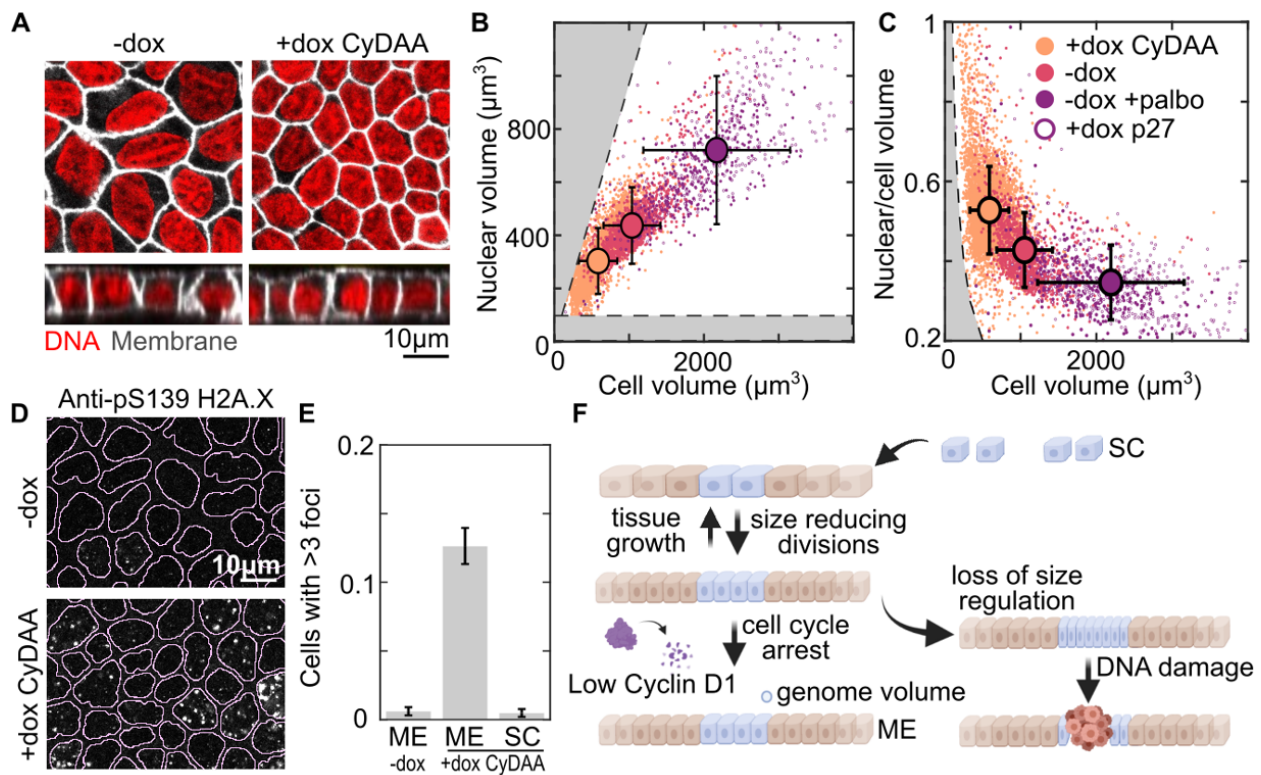 A
-dox
+dox CyDAA
DNA Membrane
10µm
B
Nuclear volume (µm³)
800
400
0
0
2000
Cell volume (µm³)
C
Nuclear/cell volume
1
0.6
0.2
0
2000
Cell volume (µm³)
+dox CyDAA
-dox
-dox +palbo
+dox p27
D
Anti-pS139 H2A.X
-dox
10µm
+dox CyDAA
E
Cells with >3 foci
0.2
0.1
0
ME
ME
SC
-dox
+dox CyDAA
F
SC
tissue
growth
size reducing
divisions
loss of size
regulation
cell cycle
arrest
Low Cyclin D1
genome volume
ME
DNA damage